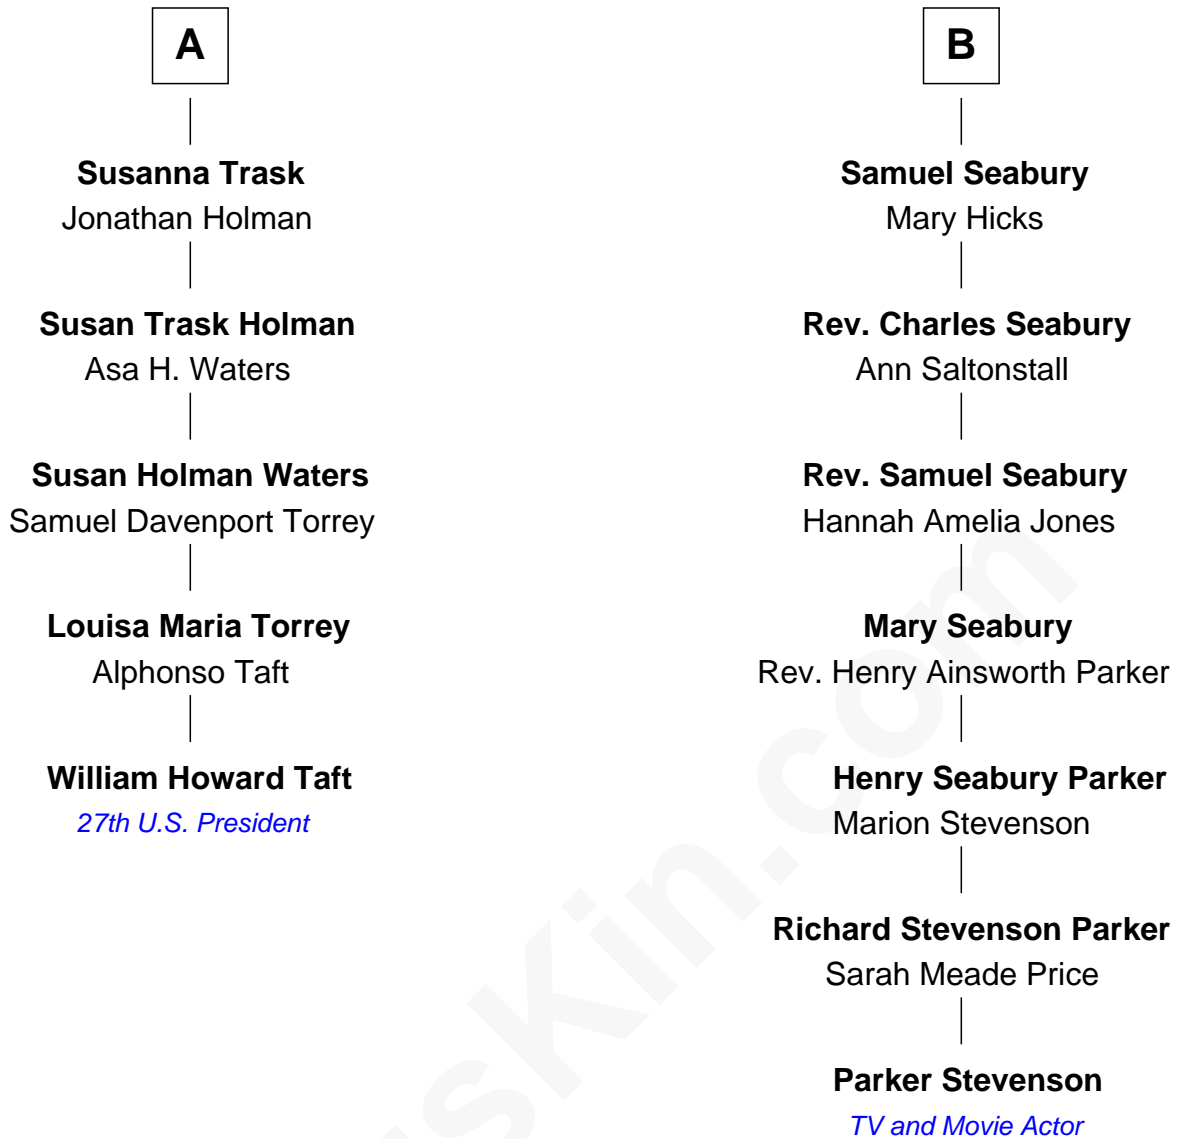 A
Susanna Trask
Jonathan Holman
Susan Trask Holman
Asa H. Waters
Susan Holman Waters
Samuel Davenport Torrey
Louisa Maria Torrey
Alphonso Taft
William Howard Taft
27th U.S. President
B
Samuel Seabury
Mary Hicks
Rev. Charles Seabury
Ann Saltonstall
Rev. Samuel Seabury
Hannah Amelia Jones
Mary Seabury
Rev. Henry Ainsworth Parker
Henry Seabury Parker
Marion Stevenson
Richard Stevenson Parker
Sarah Meade Price
Parker Stevenson
TV and Movie Actor
usKin.com